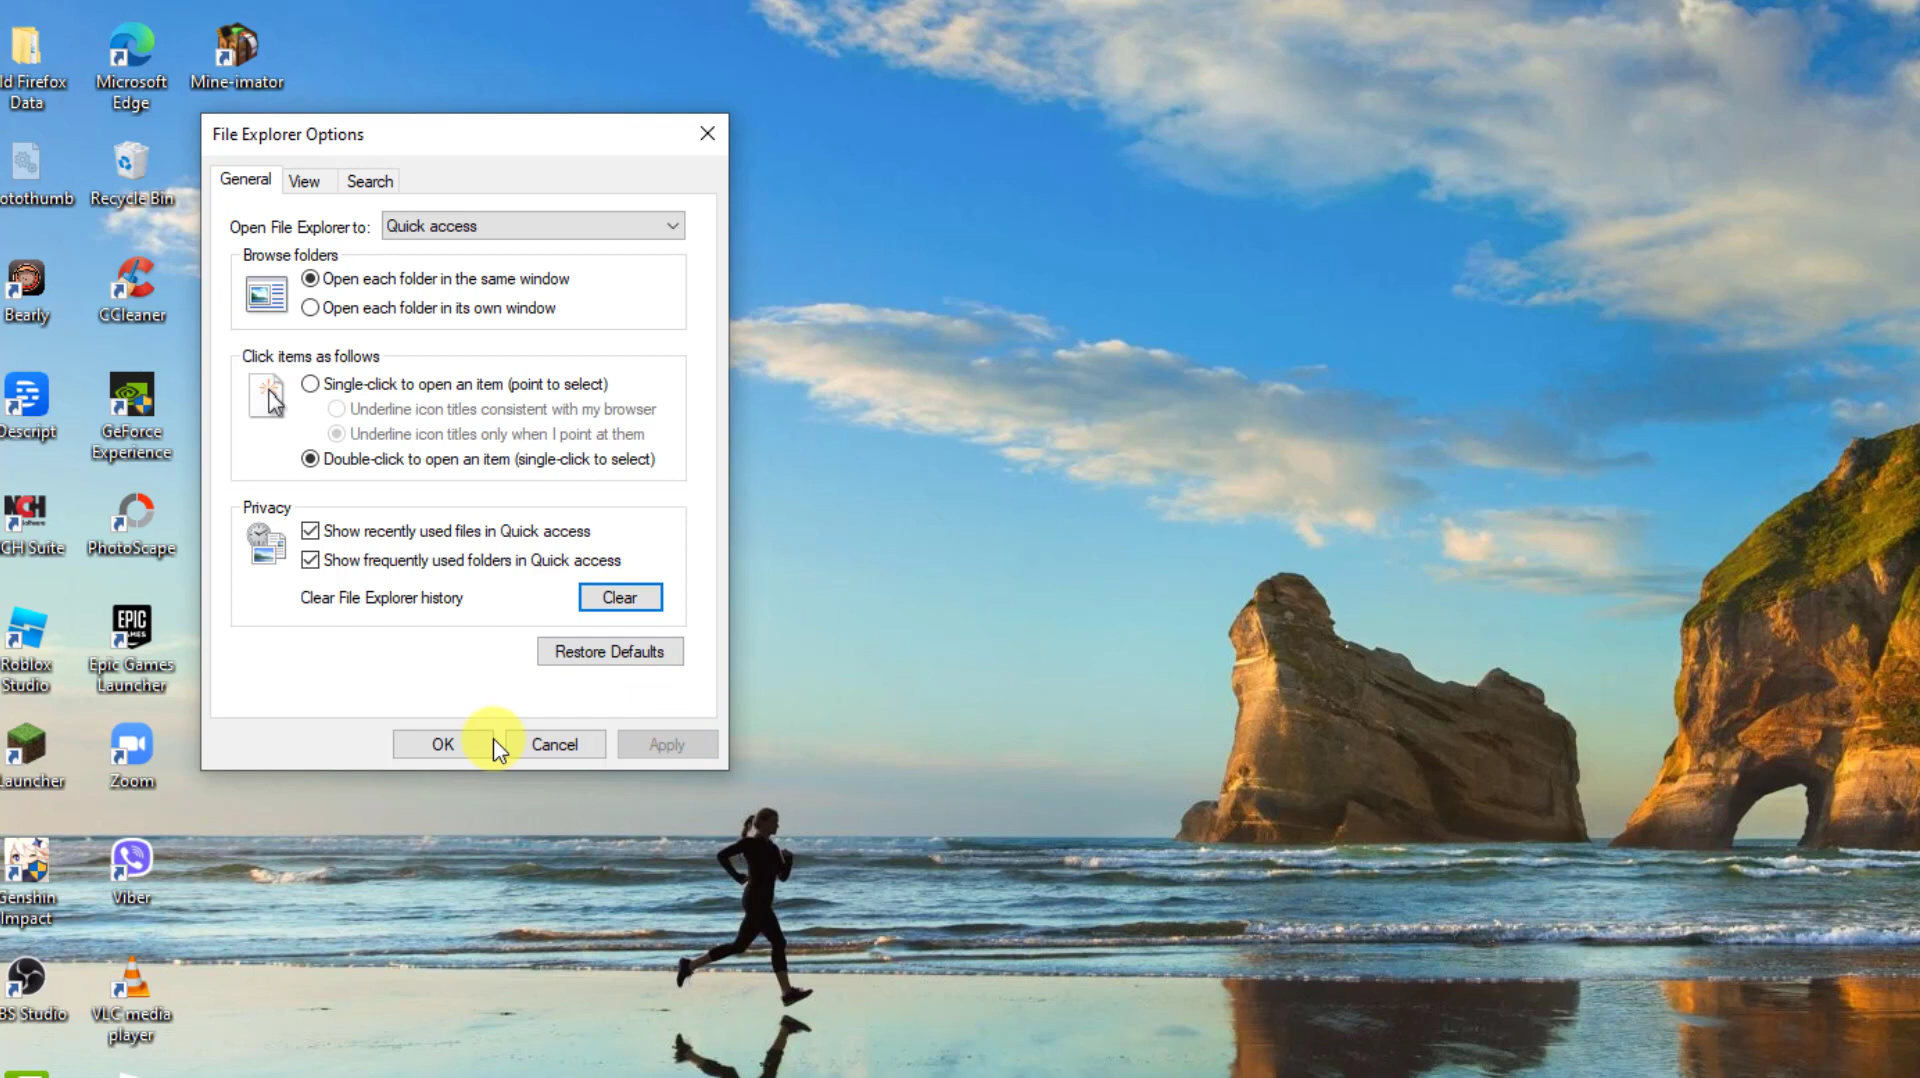 ld Firefox
Data
Microsoft
Edge
Mine-imator
otothumb
Recycle Bin
Bearly
CCleaner
Descript
GeForce
Experience
NCH
Software
CH Suite
PhotoScape
Roblox
Studio
EPIC
GAMES
Epic Games
Launcher
Launcher
Zoom
Genshin
Impact
Viber
BS Studio
VLC media
player
File Explorer Options
General
View
Search
Open File Explorer to:
Quick access
Browse folders
Open each folder in the same window
Open each folder in its own window
Click items as follows
Single-click to open an item (point to select)
Underline icon titles consistent with my browser
Underline icon titles only when I point at them
Double-click to open an item (single-click to select)
Privacy
Show recently used files in Quick access
Show frequently used folders in Quick access
Clear File Explorer history
Clear
Restore Defaults
OK
Cancel
Apply